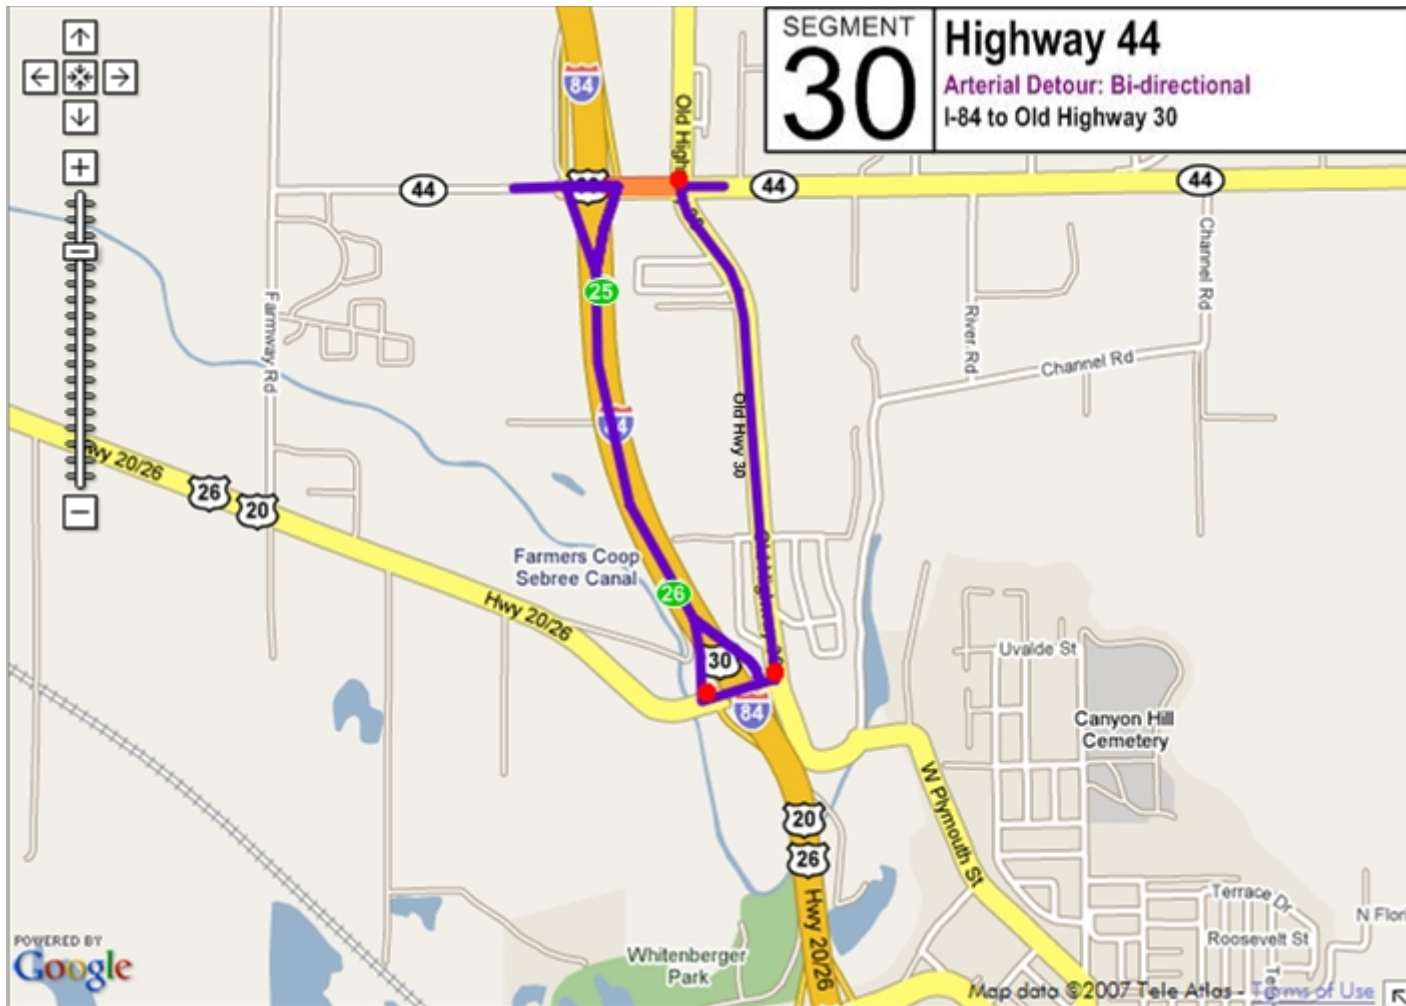 SEGMENT
30
Highway 44
Arterial Detour: Bi-directional
I-84 to Old Highway 30
84
Old High
44
44
44
25
Farmway Rd
Channel Rd
River Rd
Channel Rd
Old Hwy 30
Hwy 20/26
26
20
Farmers Coop
Sebree Canal
26
Hwy 20/26
30
84
Uvalde St
Canyon Hill
Cemetery
W Plymouth St
20
26
Hwy 20/26
Terrace Dr
N Flori
Roosevelt St
Whitenberger
Park
POWERED BY
Google
Map data ©2007 Tele Atlas - Terms of Use